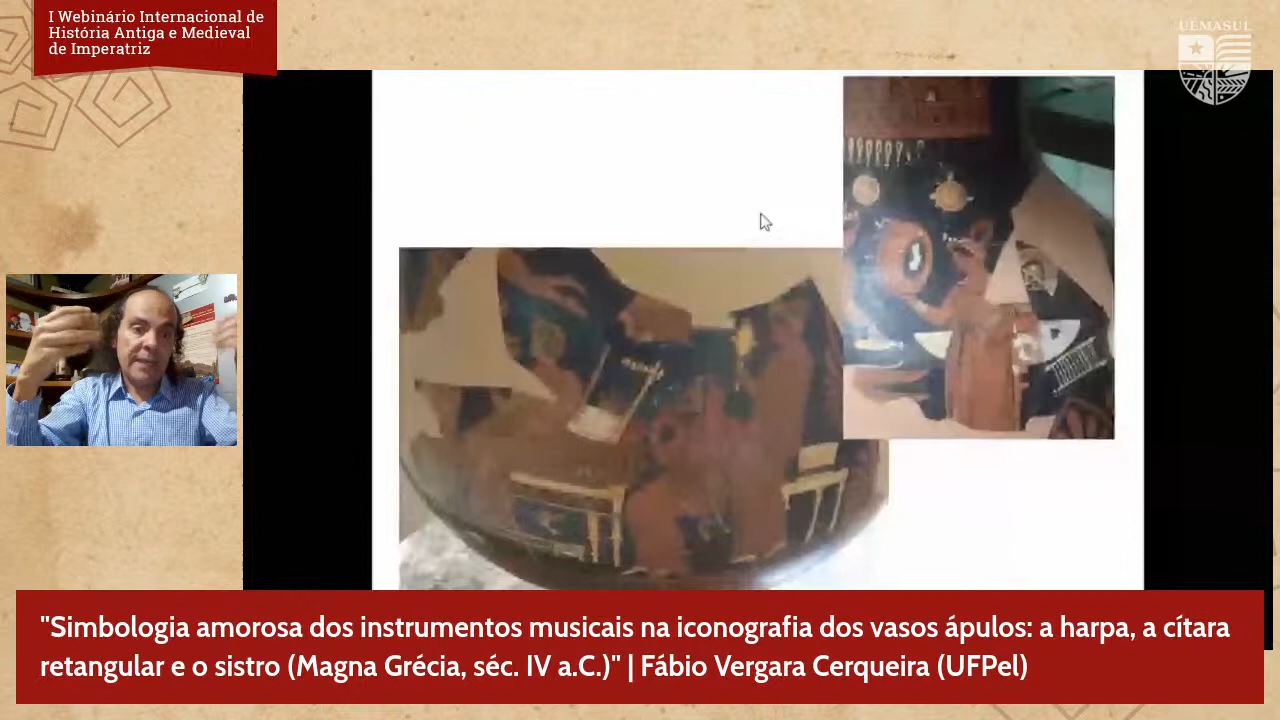 I Webinário Internacional de
História Antiga e Medieval
de Imperatriz
UEMASUL
"Simbologia amorosa dos instrumentos musicais na iconografia dos vasos ápulos: a harpa, a cítara
retangular e o sistro (Magna Grécia, séc. IV a.C.)" | Fábio Vergara Cerqueira (UFPel)